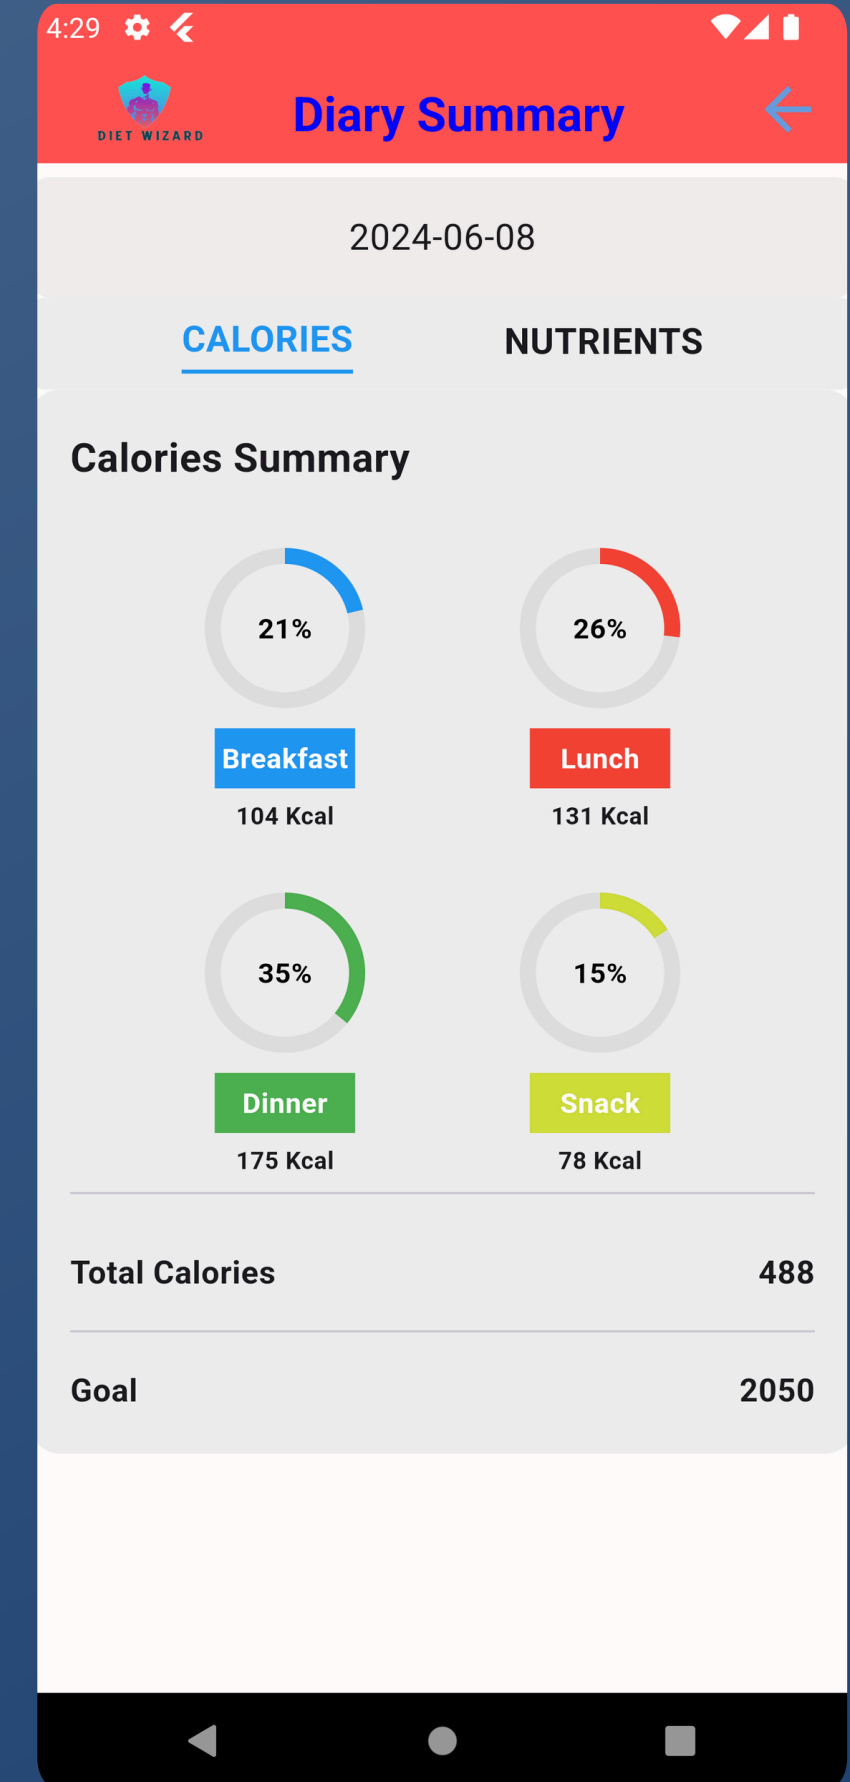 4:29
DIET WIZARD
Diary Summary
2024-06-08
CALORIES NUTRIENTS
Calories Summary
21% 26%
Breakfast Lunch
104 Kcal 131 Kcal
35% 15%
Dinner Snack
175 Kcal 78 Kcal
Total Calories 488
Goal 2050